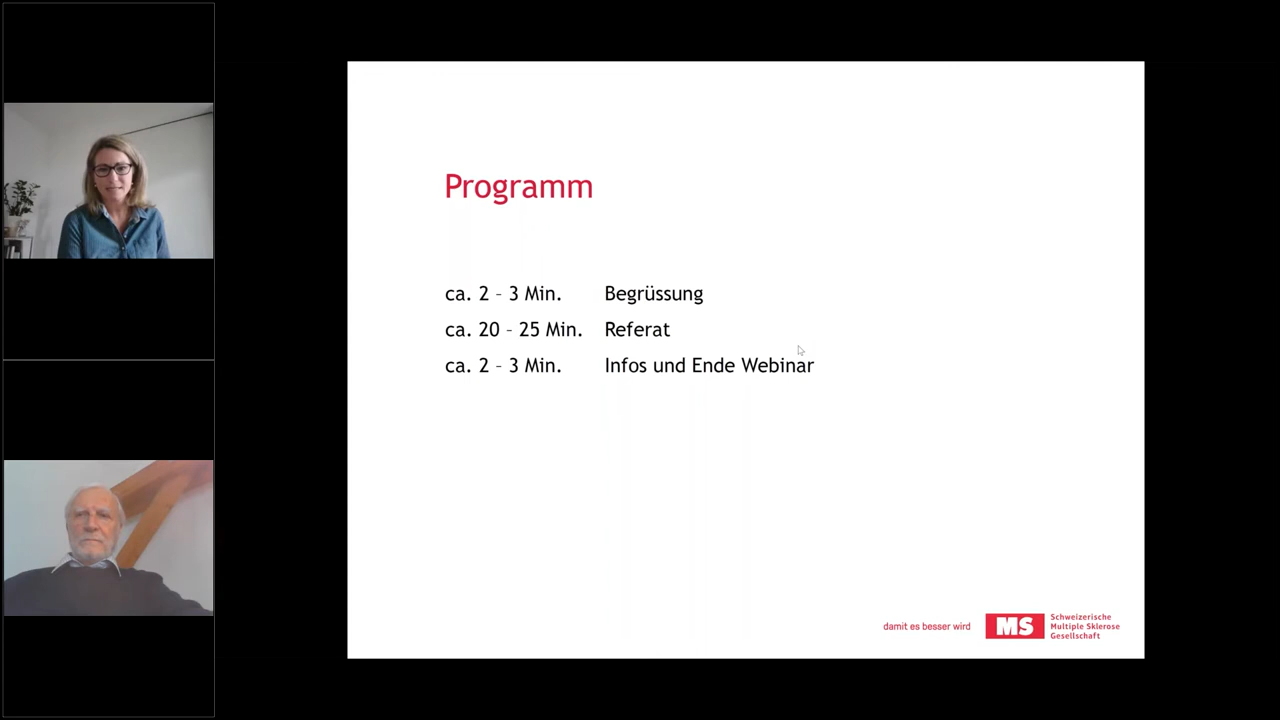 Programm
ca. 2 – 3 Min. Begrüssung
ca. 20 – 25 Min. Referat
ca. 2 – 3 Min. Infos und Ende Webinar
damit es besser wird
MS
Schweizerische
Multiple Sklerose
Gesellschaft